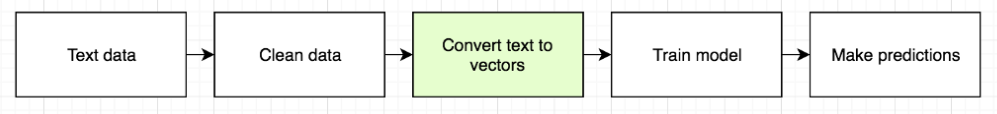 Text data
Clean data
Convert text to
vectors
Train model
Make predictions